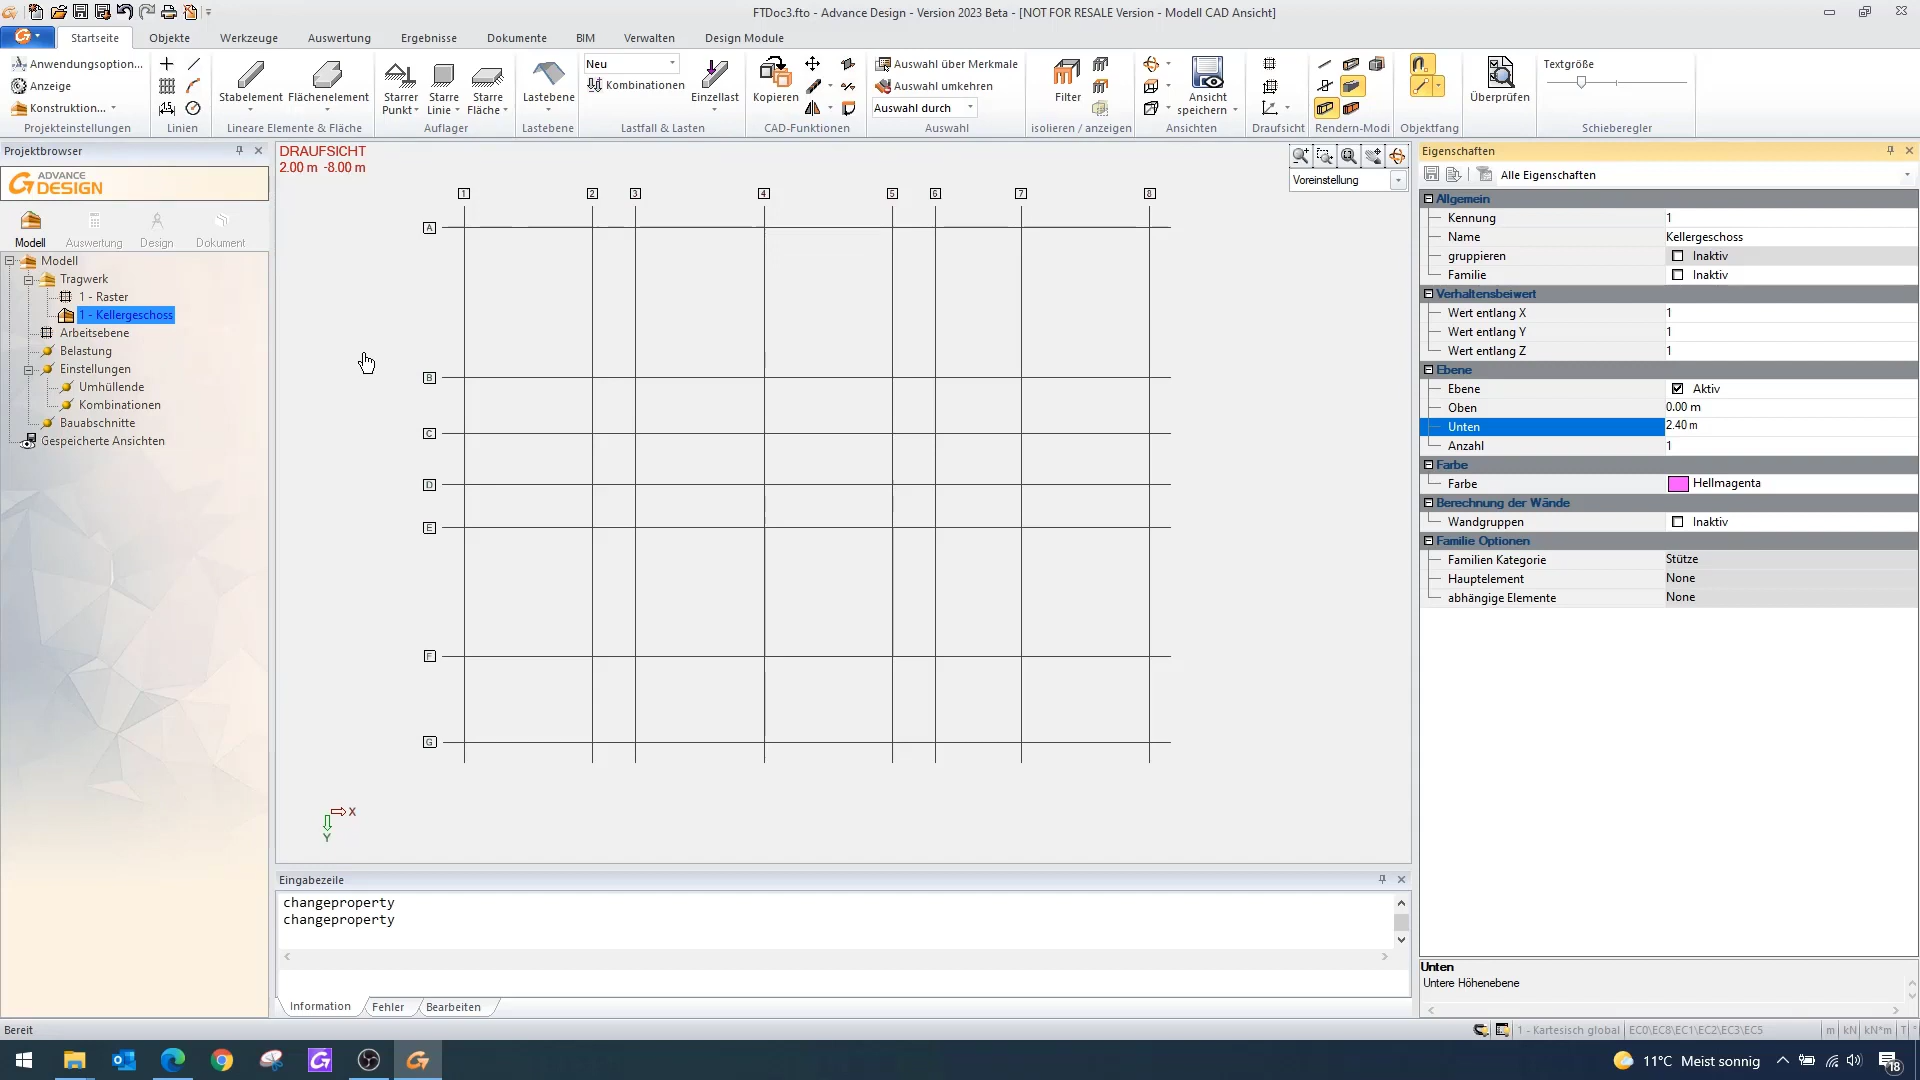 FTDoc3.fto - Advance Design - Version 2023 Beta - [NOT FOR RESALE Version - Modell CAD Ansicht]
Startseite Objekte Werkzeuge Auswertung Ergebnisse Dokumente BIM Verwalten Design Module
Anwendungsoption...
Anzeige
Konstruktion...
Projekteinstellungen
Linien
Stabelement Flächenelement
Lineare Elemente & Fläche
Starrer Punkt Starre Linie Starre Fläche
Auflager
Lastebene
Lastebene
Neu
Kombinationen
Einzellast
Lastfall & Lasten
Kopieren
CAD-Funktionen
Auswahl über Merkmale
Auswahl umkehren
Auswahl durch
Auswahl
Filter
isolieren / anzeigen
Ansicht speichern
Ansichten
Draufsicht
Rendern-Modi
Objektfang
Überprüfen
Textgröße
Schieberegler
Projektbrowser
ADVANCE
DESIGN
Modell Auswertung Design Dokument
Modell
Tragwerk
1 - Raster
1 - Kellergeschoss
Arbeitsebene
Belastung
Einstellungen
Umhüllende
Kombinationen
Bauabschnitte
Gespeicherte Ansichten
DRAUFSICHT
2.00 m -8.00 m
Voreinstellung
1 2 3 4 5 6 7 8
A
B
C
D
E
F
G
X
Y
Eingabezeile
changeproperty
changeproperty
Information Fehler Bearbeiten
Eigenschaften
Alle Eigenschaften
Allgemein
Kennung 1
Name Kellergeschoss
gruppieren Inaktiv
Familie Inaktiv
Verhaltensbeiwert
Wert entlang X 1
Wert entlang Y 1
Wert entlang Z 1
Ebene
Ebene Aktiv
Oben 0.00 m
Unten 2.40 m
Anzahl 1
Farbe
Farbe Hellmagenta
Berechnung der Wände
Wandgruppen Inaktiv
Familie Optionen
Familien Kategorie Stütze
Hauptelement None
abhängige Elemente None
Unten
Untere Höhenebene
Bereit
1 - Kartesisch global EC0\EC8\EC1\EC2\EC3\EC5 m kN kN*m T °
11°C Meist sonnig
18